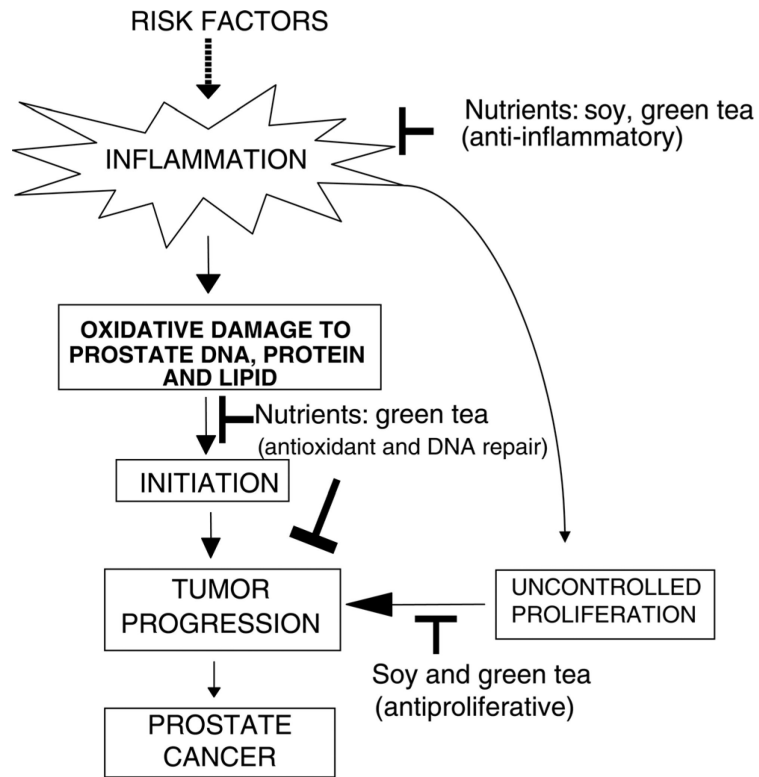 RISK FACTORS
Nutrients: soy, green tea
(anti-inflammatory)
INFLAMMATION
OXIDATIVE DAMAGE TO
PROSTATE DNA, PROTEIN
AND LIPID
Nutrients: green tea
(antioxidant and DNA repair)
INITIATION
TUMOR
PROGRESSION
UNCONTROLLED
PROLIFERATION
Soy and green tea
(antiproliferative)
PROSTATE
CANCER